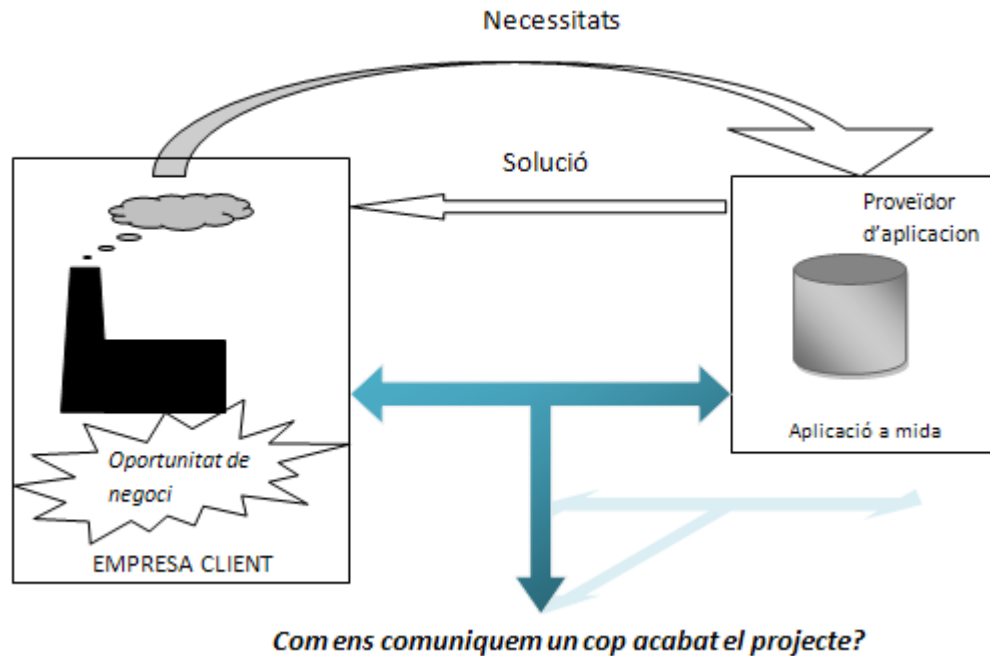 Necessitats
Solució
Proveïdor
d'aplicacion
Aplicació a mida
Oportunitat de
negoci
EMPRESA CLIENT
Com ens comuniquem un cop acabat el projecte?